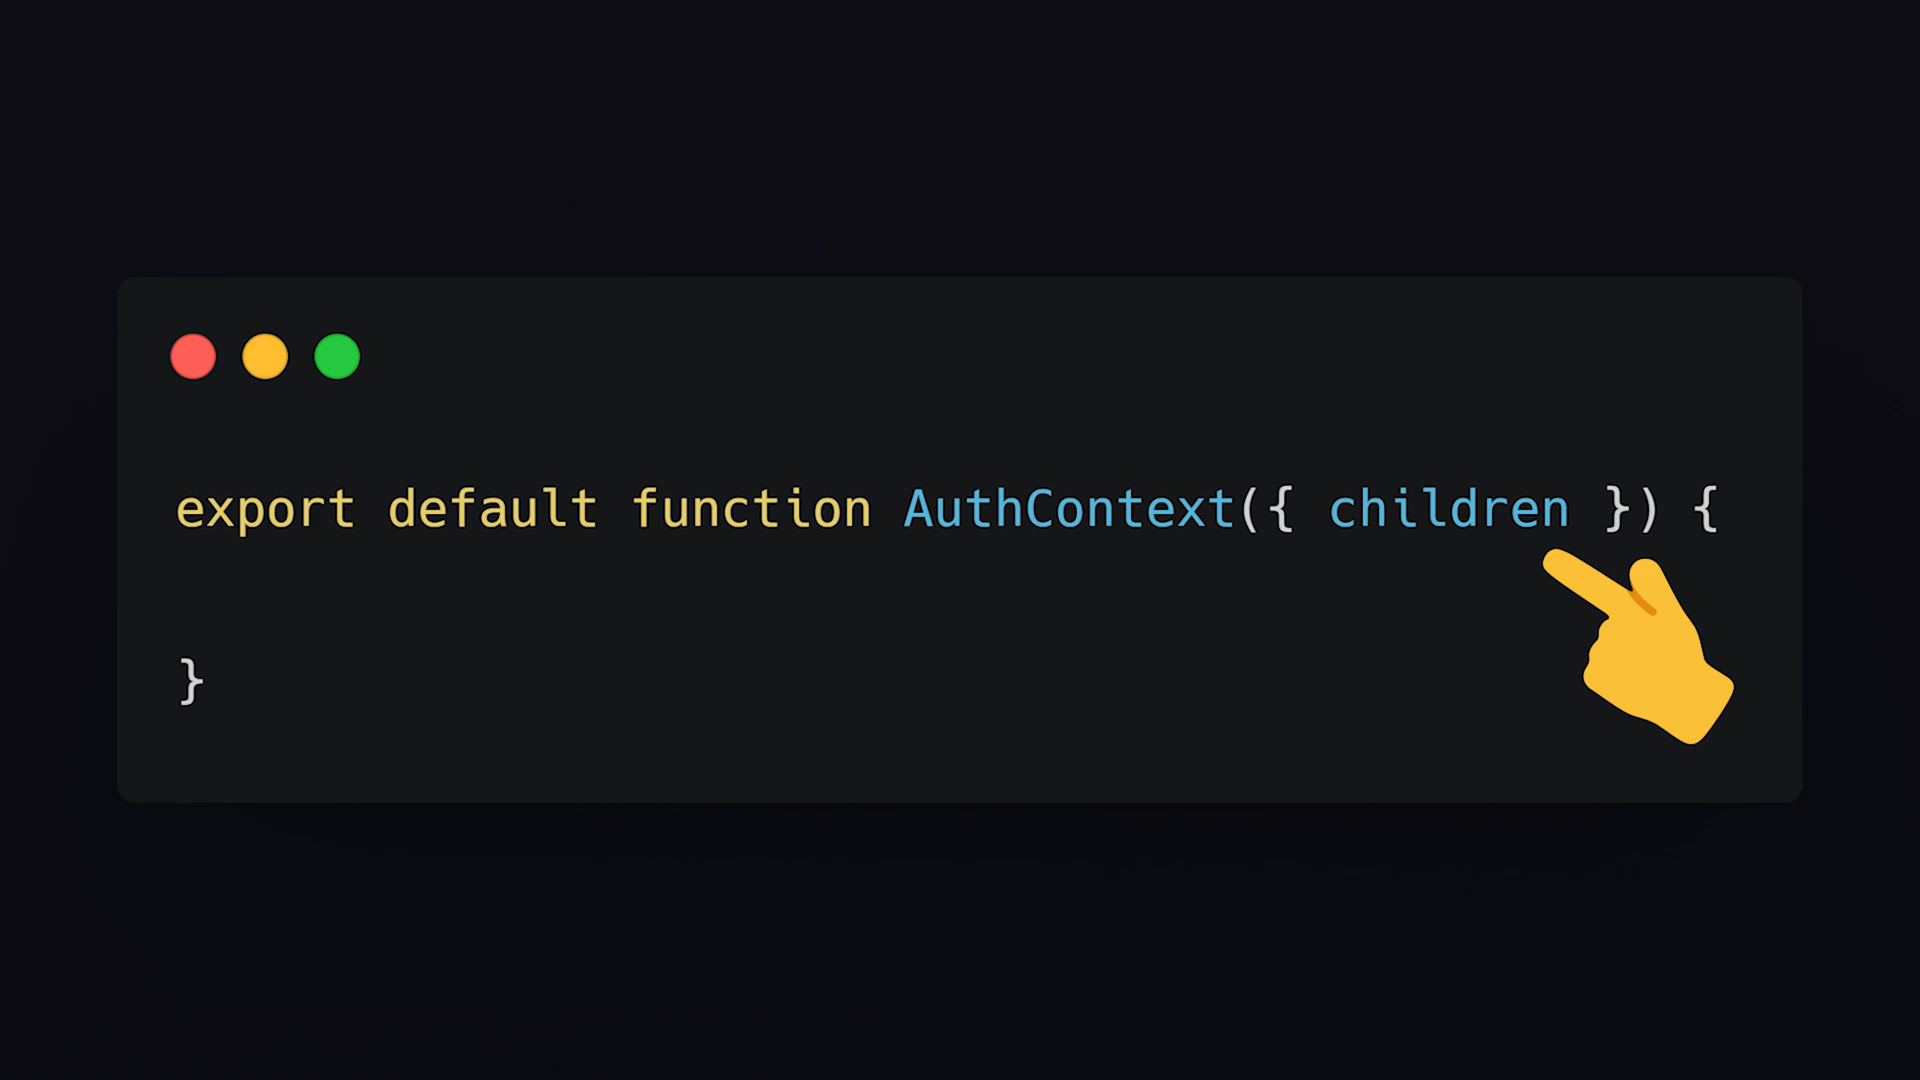 export default function AuthContext({ children }) {
}